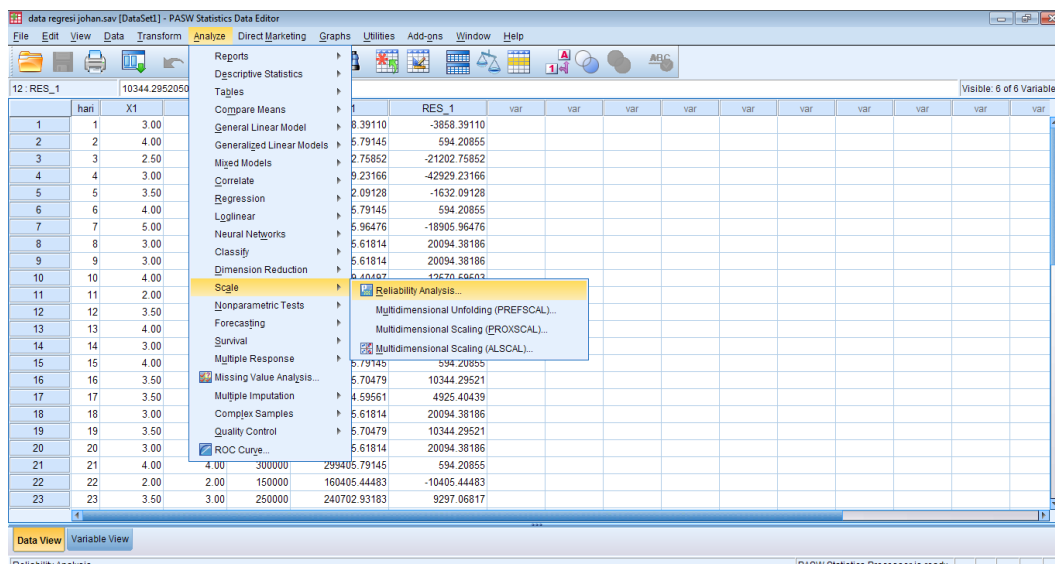 data regresi johan.sav [DataSet1] - PASW Statistics Data Editor
File Edit View Data Transform Analyze Direct Marketing Graphs Utilities Add-ons Window Help
12 : RES_1 10344.2952050 Visible: 6 of 6 Variable
hari X1 1 RES_1 var var var var var var var var
1 1 3.00 8.39110 -3858.39110
2 2 4.00 5.79145 594.20855
3 3 2.50 2.75852 -21202.75852
4 4 3.00 9.23166 -42929.23166
5 5 3.50 2.09128 -1632.09128
6 6 4.00 5.79145 594.20855
7 7 5.00 5.96476 -18905.96476
8 8 3.00 5.61814 20094.38186
9 9 3.00 5.61814 20094.38186
10 10 4.00
11 11 2.00
12 12 3.50
13 13 4.00
14 14 3.00
15 15 4.00 5.79145 594.20855
16 16 3.50 5.70479 10344.29521
17 17 3.50 4.59561 4925.40439
18 18 3.00 5.61814 20094.38186
19 19 3.50 5.70479 10344.29521
20 20 3.00 5.61814 20094.38186
21 21 4.00 4.00 300000 299405.79145 594.20855
22 22 2.00 2.00 150000 160405.44483 -10405.44483
23 23 3.50 3.00 250000 240702.93183 9297.06817
Reports
Descriptive Statistics
Tables
Compare Means
General Linear Model
Generalized Linear Models
Mixed Models
Correlate
Regression
Loglinear
Neural Networks
Classify
Dimension Reduction
Scale
Nonparametric Tests
Forecasting
Survival
Multiple Response
Missing Value Analysis...
Multiple Imputation
Complex Samples
Quality Control
ROC Curve...
Reliability Analysis...
Multidimensional Unfolding (PREFSCAL)...
Multidimensional Scaling (PROXSCAL)...
Multidimensional Scaling (ALSCAL)...
Data View Variable View
Reliability Analysis... PASW Statistics Processor is ready